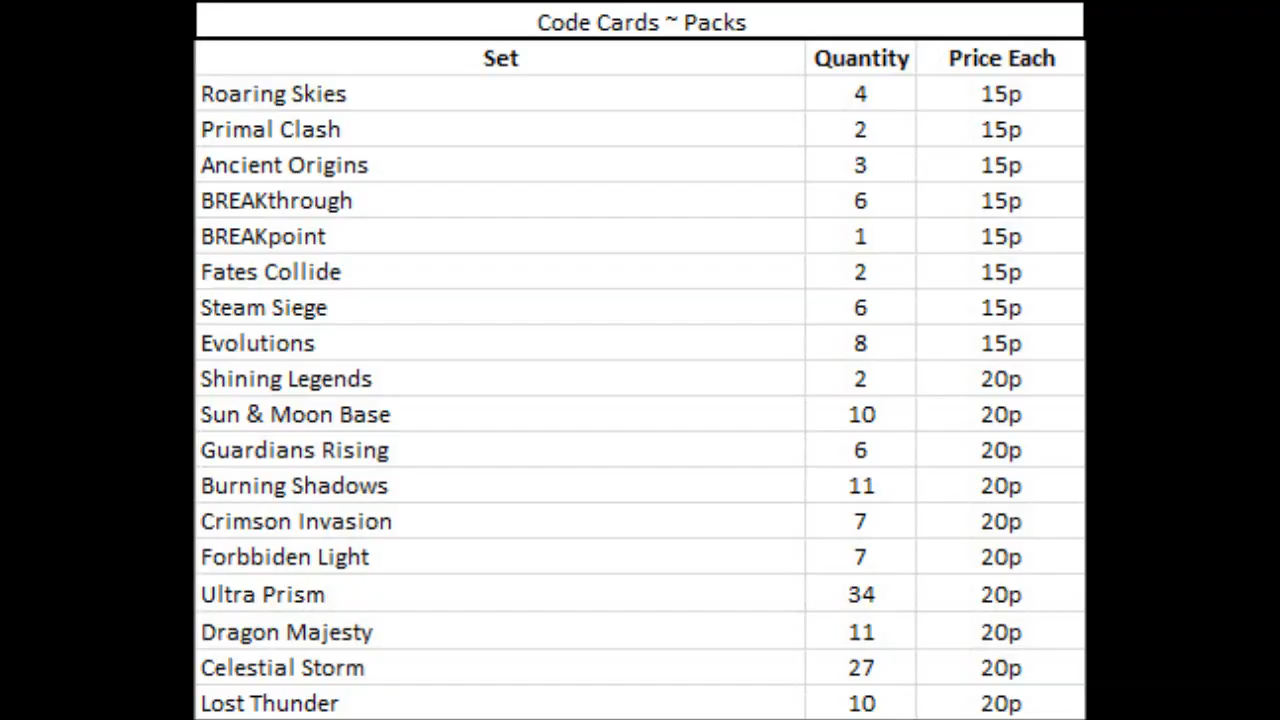 Code Cards ~ Packs
Set Quantity Price Each
Roaring Skies 4 15p
Primal Clash 2 15p
Ancient Origins 3 15p
BREAKthrough 6 15p
BREAKpoint 1 15p
Fates Collide 2 15p
Steam Siege 6 15p
Evolutions 8 15p
Shining Legends 2 20p
Sun & Moon Base 10 20p
Guardians Rising 6 20p
Burning Shadows 11 20p
Crimson Invasion 7 20p
Forbbiden Light 7 20p
Ultra Prism 34 20p
Dragon Majesty 11 20p
Celestial Storm 27 20p
Lost Thunder 10 20p